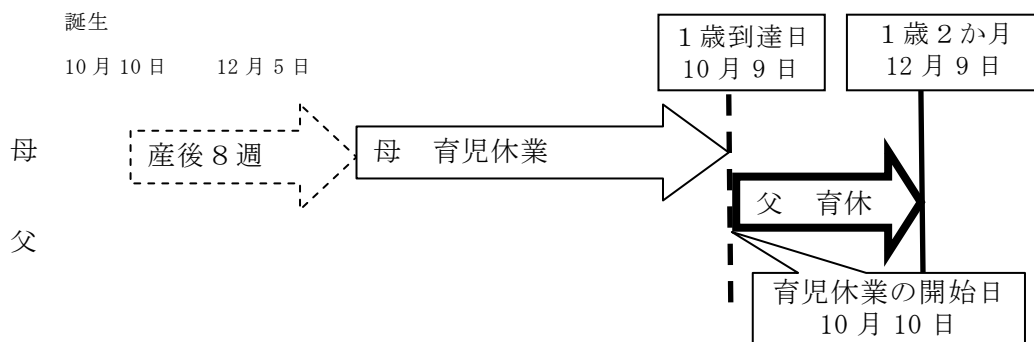 誕生
10月10日 12月5日
1歳到達日
10月9日
1歳2か月
12月9日
母
産後8週
母 育児休業
父 育休
父
育児休業の開始日
10月10日